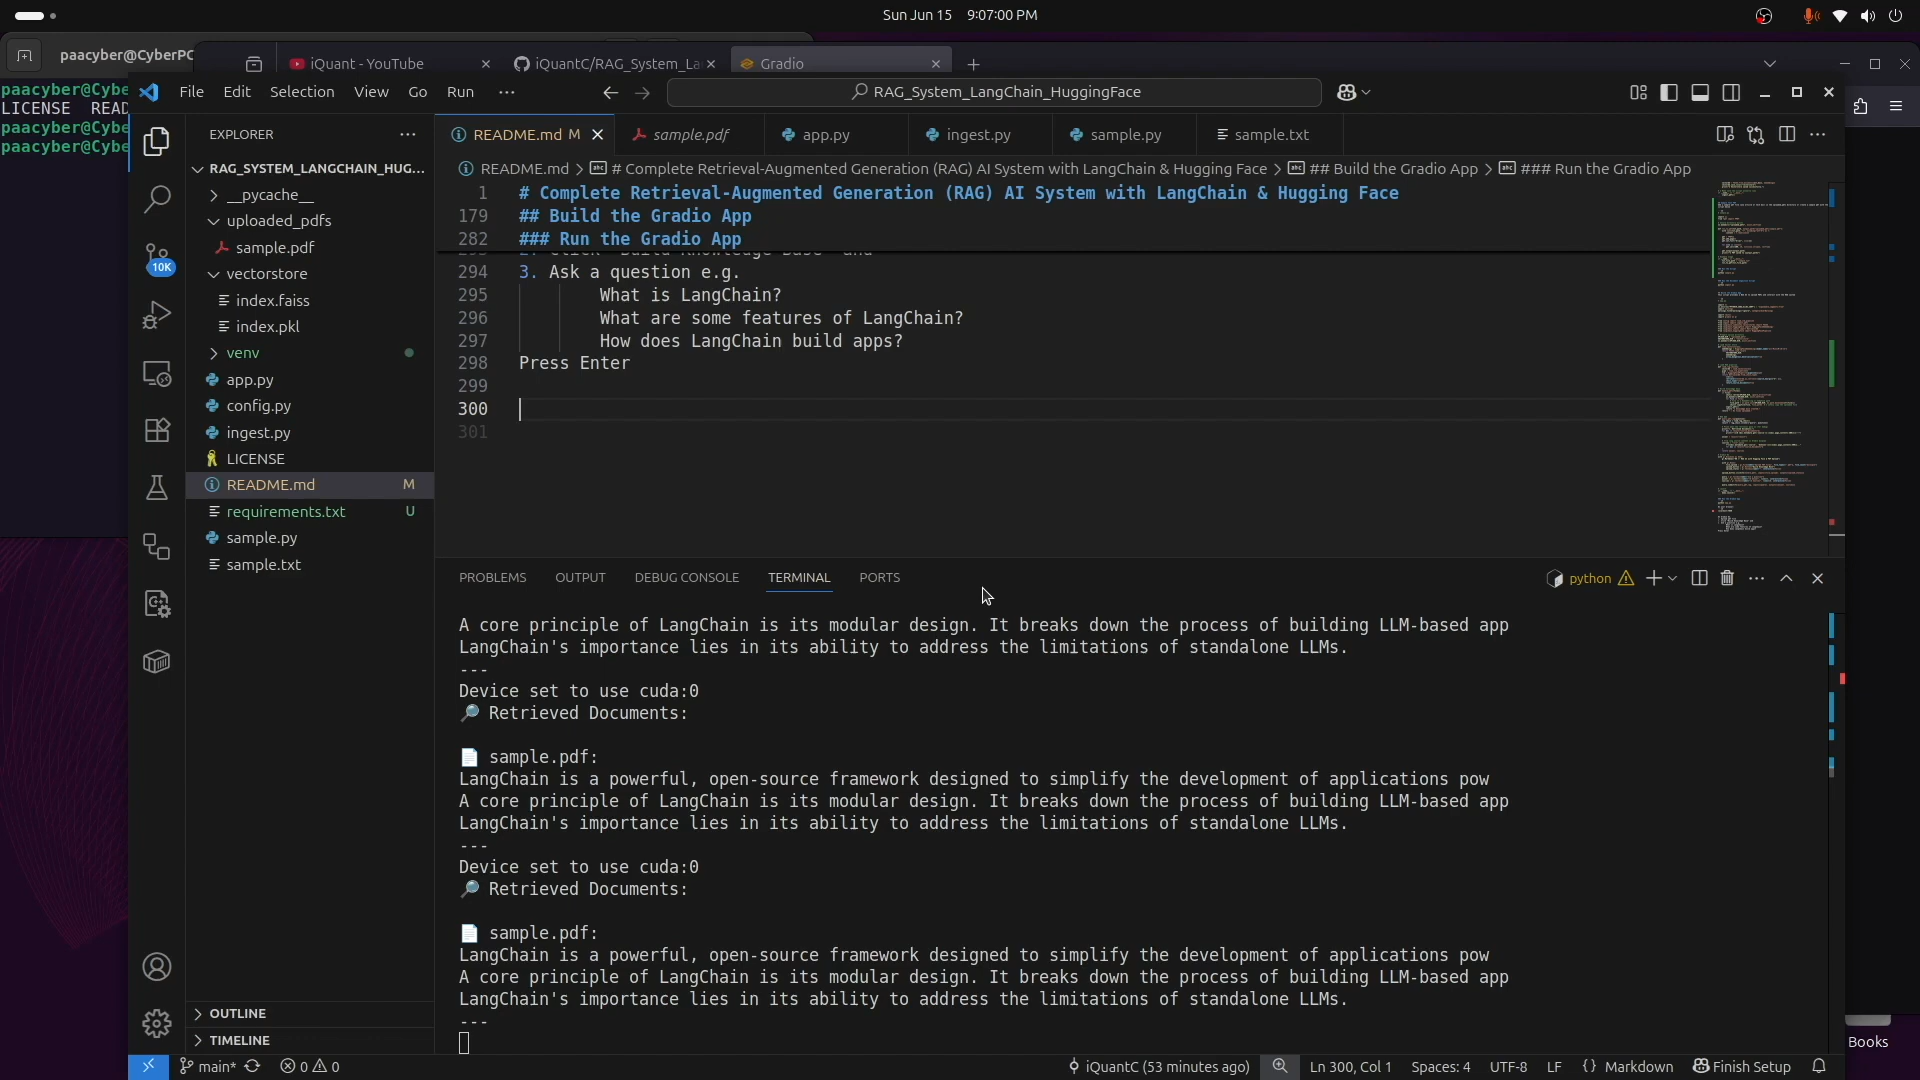 Sun Jun 15 9:07:00 PM
paacyber@CyberPC
iQuant - YouTube
iQuantC/RAG_System_La
Gradio
paacyber@Cybe
LICENSE READ
paacyber@Cybe
paacyber@Cybe
File Edit Selection View Go Run ···
RAG_System_LangChain_HuggingFace
EXPLORER
README.md M
sample.pdf
app.py
ingest.py
sample.py
sample.txt
README.md > # Complete Retrieval-Augmented Generation (RAG) AI System with LangChain & Hugging Face > ## Build the Gradio App > ### Run the Gradio App
RAG_SYSTEM_LANGCHAIN_HUG...
__pycache__
uploaded_pdfs
sample.pdf
vectorstore
index.faiss
index.pkl
venv
app.py
config.py
ingest.py
LICENSE
README.md M
requirements.txt U
sample.py
sample.txt
10K
OUTLINE
TIMELINE
1 # Complete Retrieval-Augmented Generation (RAG) AI System with LangChain & Hugging Face
179 ## Build the Gradio App
282 ### Run the Gradio App
294 3. Ask a question e.g.
295 What is LangChain?
296 What are some features of LangChain?
297 How does LangChain build apps?
298 Press Enter
299
300
301
PROBLEMS OUTPUT DEBUG CONSOLE TERMINAL PORTS
python
A core principle of LangChain is its modular design. It breaks down the process of building LLM-based app
LangChain's importance lies in its ability to address the limitations of standalone LLMs.
---
Device set to use cuda:0
🔎 Retrieved Documents:
📄 sample.pdf:
LangChain is a powerful, open-source framework designed to simplify the development of applications pow
A core principle of LangChain is its modular design. It breaks down the process of building LLM-based app
LangChain's importance lies in its ability to address the limitations of standalone LLMs.
---
Device set to use cuda:0
🔎 Retrieved Documents:
📄 sample.pdf:
LangChain is a powerful, open-source framework designed to simplify the development of applications pow
A core principle of LangChain is its modular design. It breaks down the process of building LLM-based app
LangChain's importance lies in its ability to address the limitations of standalone LLMs.
---
Books
main* 0 0 iQuantC (53 minutes ago) Ln 300, Col 1 Spaces: 4 UTF-8 LF {} Markdown Finish Setup